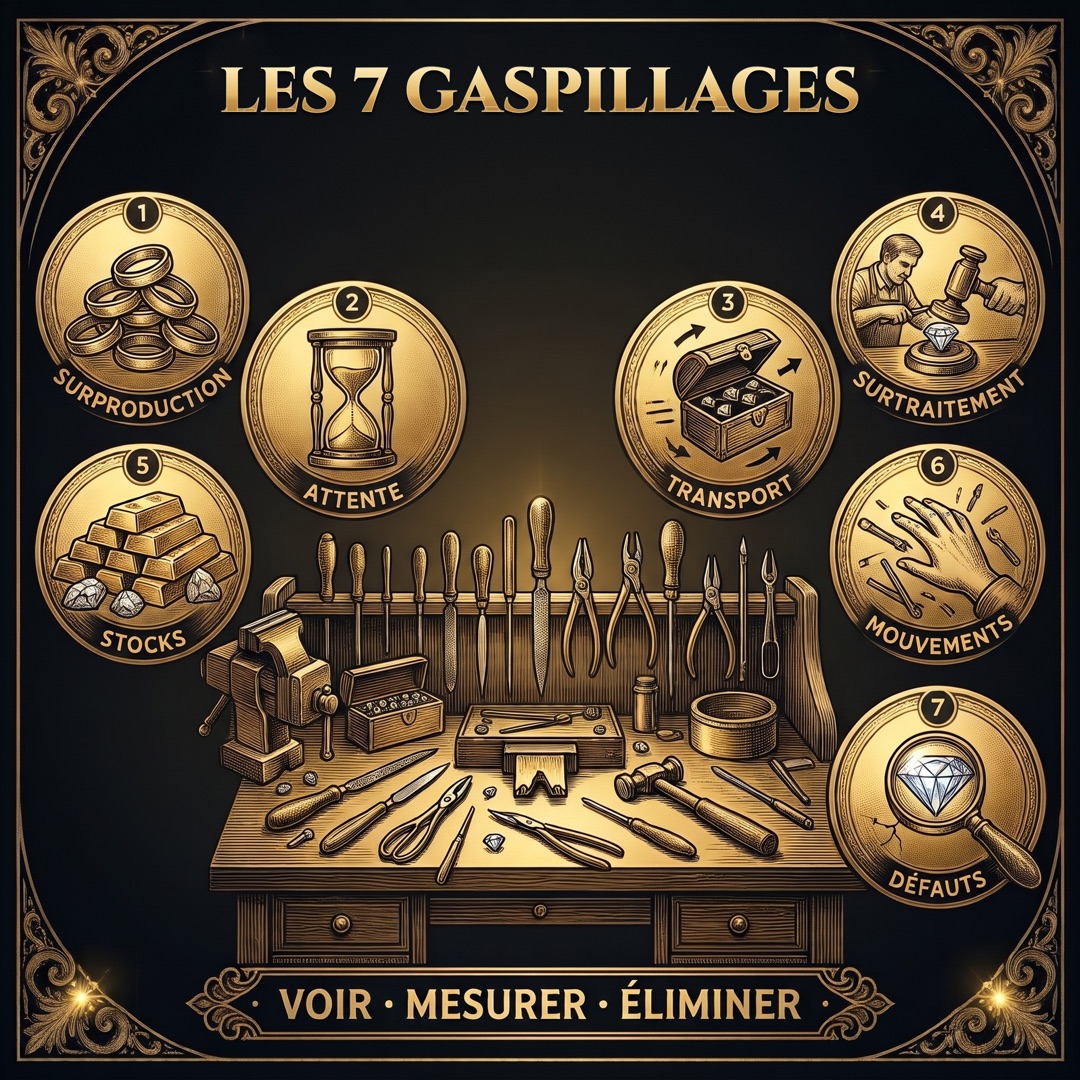 LES 7 GASPILLAGES
1
SURPRODUCTION
2
ATTENTE
3
TRANSPORT
4
SURTRAITEMENT
5
STOCKS
6
MOUVEMENTS
7
DÉFAUTS
VOIR · MESURER · ÉLIMINER